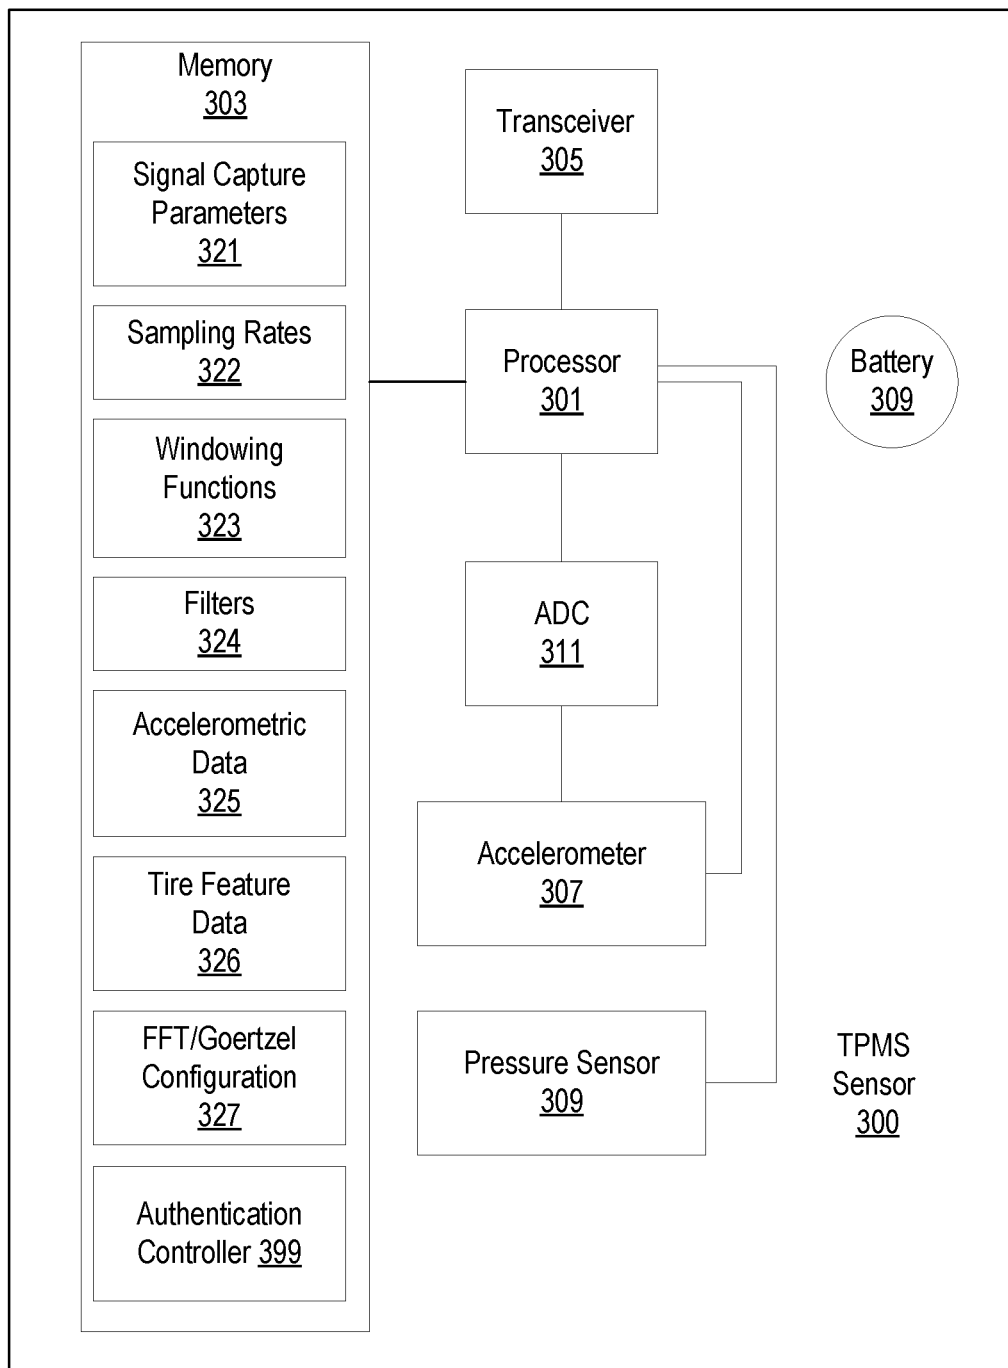 Memory
303
Signal Capture
Parameters
321
Sampling Rates
322
Windowing
Functions
323
Filters
324
Accelerometric
Data
325
Tire Feature
Data
326
FFT/Goertzel
Configuration
327
Authentication
Controller 399
Transceiver
305
Processor
301
ADC
311
Accelerometer
307
Pressure Sensor
309
Battery
309
TPMS
Sensor
300